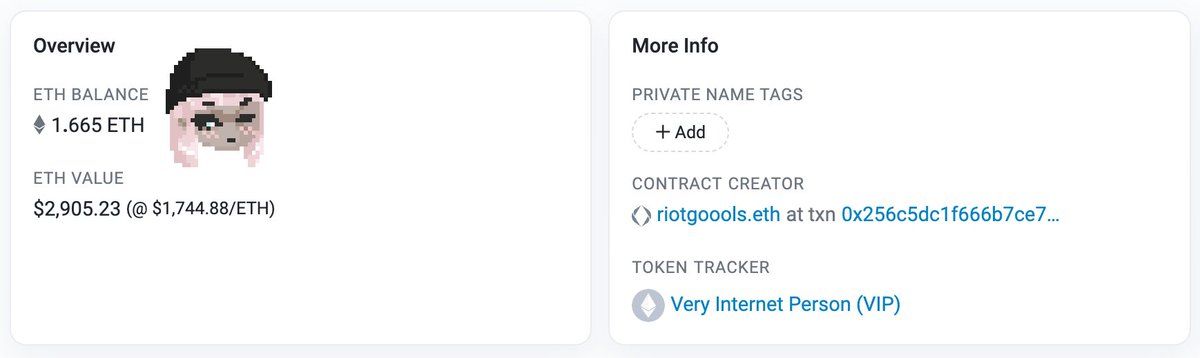 Overview
ETH BALANCE
1.665 ETH
ETH VALUE
$2,905.23 (@ $1,744.88/ETH)
More Info
PRIVATE NAME TAGS
+ Add
CONTRACT CREATOR
riotgoools.eth at txn 0x256c5dc1f666b7ce7...
TOKEN TRACKER
Very Internet Person (VIP)